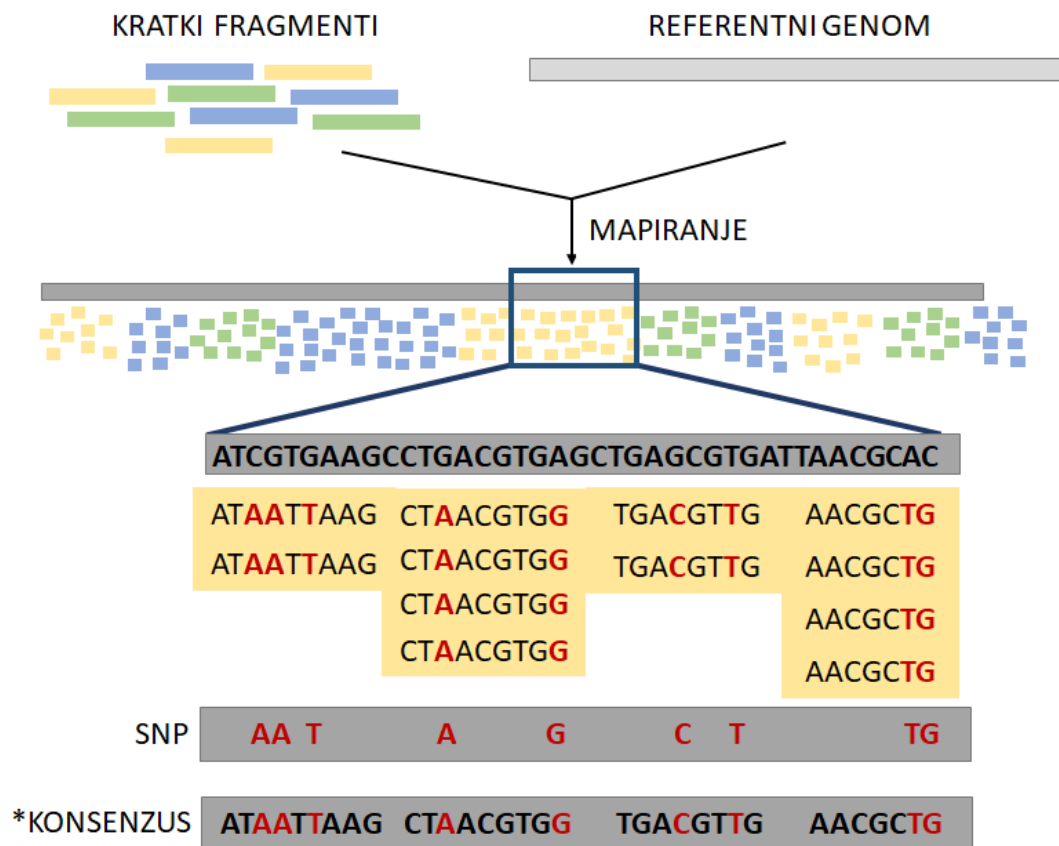 KRATKI FRAGMENTI
REFERENTNI GENOM
MAPIRANJE
ATCGTGAAGCCTGACGTGAGCTGAGCGTGATTAACGCAC
ATAATTAAG CTAACGTGG TGACGTTG AACGCTG
ATAATTAAG CTAACGTGG TGACGTTG AACGCTG
CTAACGTGG AACGCTG
CTAACGTGG AACGCTG
SNP AA T A G C T TG
*KONSENZUS ATAATTAAG CTAACGTGG TGACGTTG AACGCTG